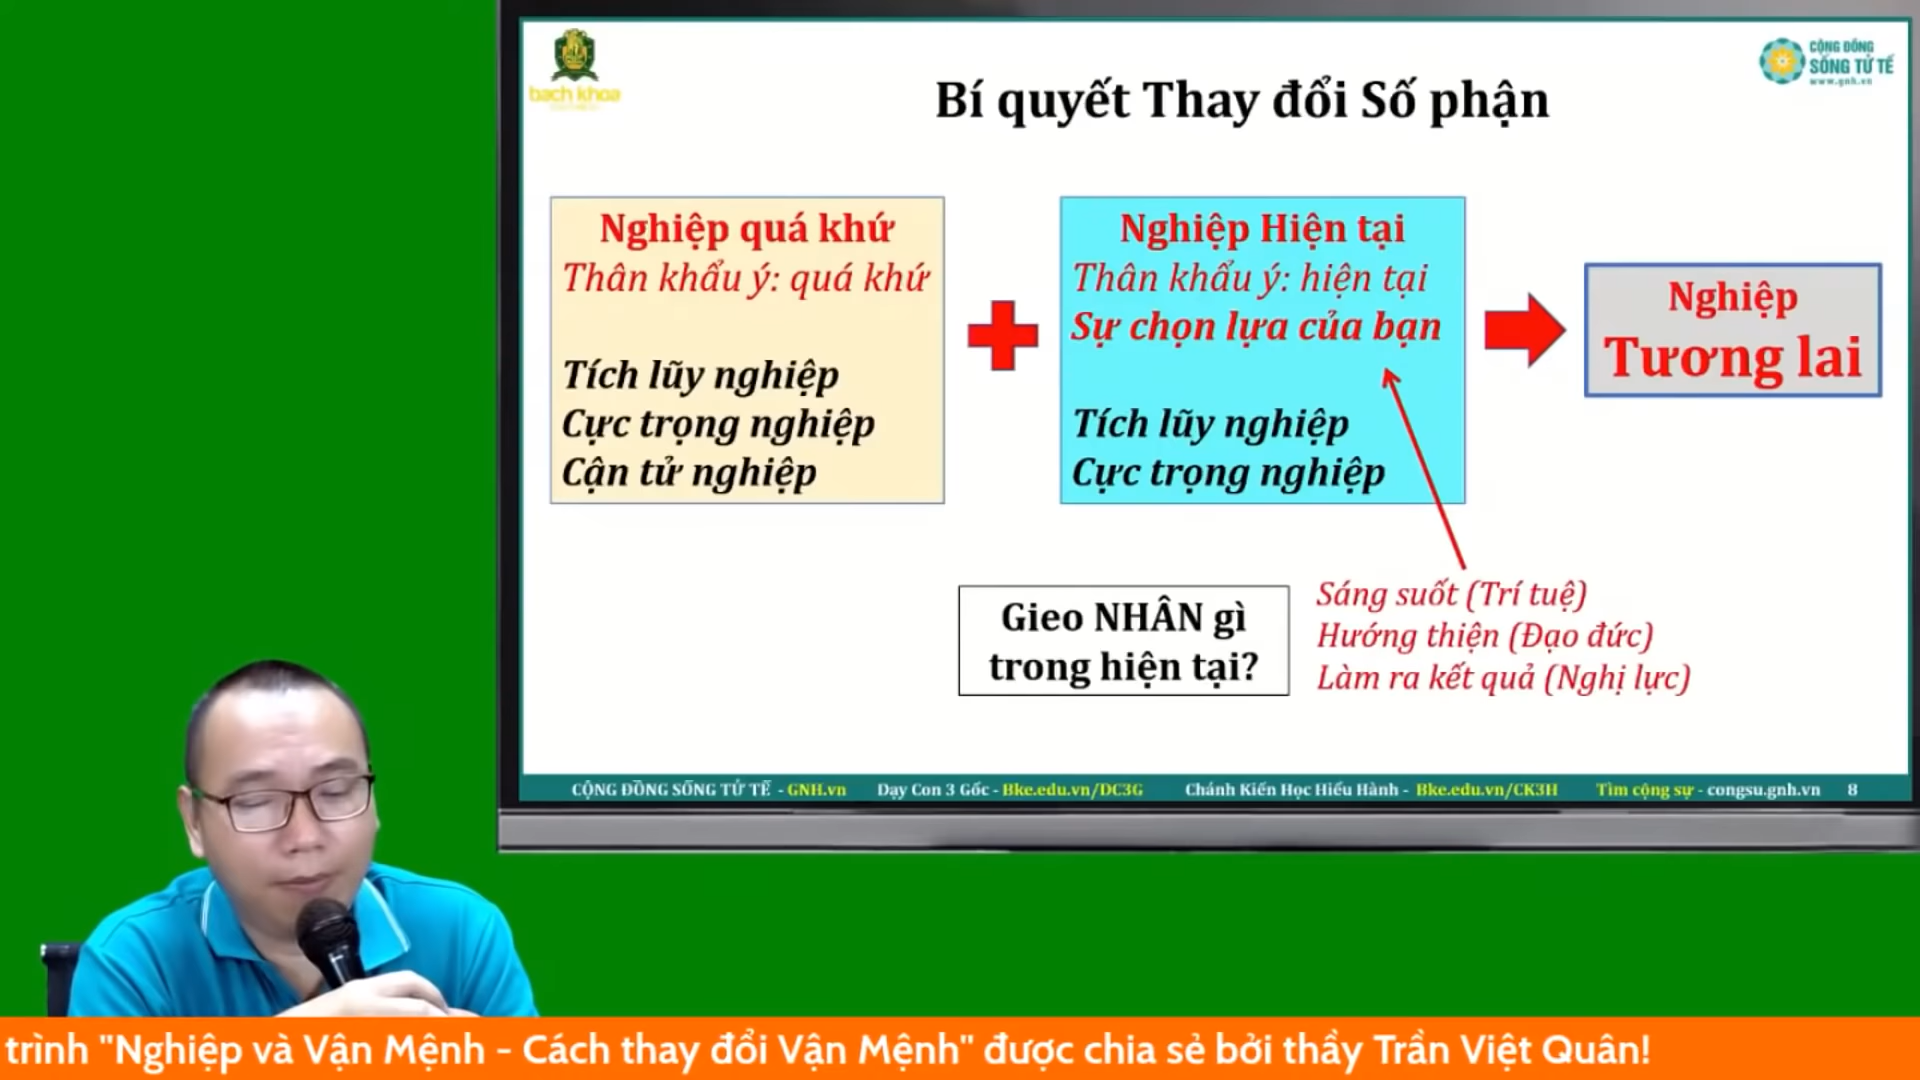 bach khoa
CỘNG ĐỒNG
SỐNG TỬ TẾ
www.gnh.vn
Bí quyết Thay đổi Số phận
Nghiệp quá khứ
Thân khẩu ý: quá khứ
Tích lũy nghiệp
Cực trọng nghiệp
Cận tử nghiệp
Nghiệp Hiện tại
Thân khẩu ý: hiện tại
Sự chọn lựa của bạn
Tích lũy nghiệp
Cực trọng nghiệp
Nghiệp
Tương lai
Gieo NHÂN gì
trong hiện tại?
Sáng suốt (Trí tuệ)
Hướng thiện (Đạo đức)
Làm ra kết quả (Nghị lực)
CỘNG ĐỒNG SỐNG TỬ TẾ - GNH.vn Dạy Con 3 Gốc - Bke.edu.vn/DC3G Chánh Kiến Học Hiểu Hành - Bke.edu.vn/CK3H Tìm cộng sự - congsu.gnh.vn 8
trình "Nghiệp và Vận Mệnh - Cách thay đổi Vận Mệnh" được chia sẻ bởi thầy Trần Việt Quân!